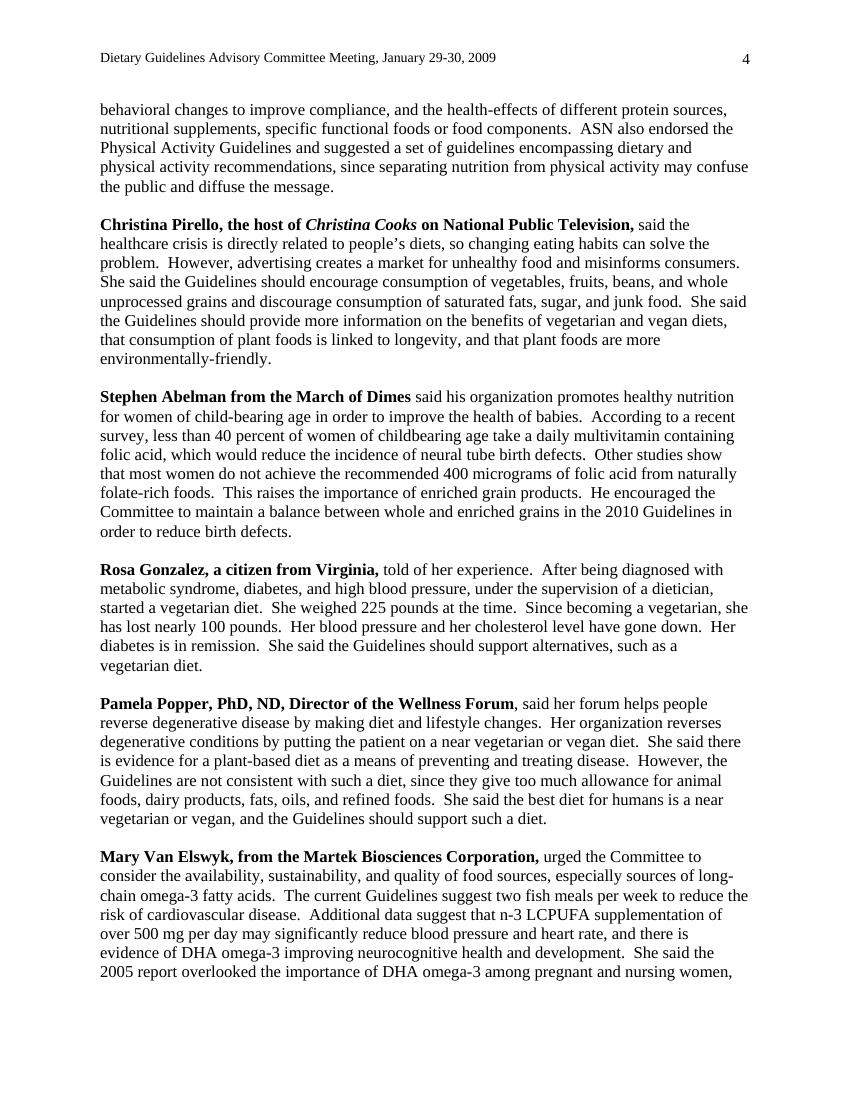 Dietary Guidelines Advisory Committee Meeting, January 29-30, 2009 4
behavioral changes to improve compliance, and the health-effects of different protein sources,
nutritional supplements, specific functional foods or food components.  ASN also endorsed the
Physical Activity Guidelines and suggested a set of guidelines encompassing dietary and
physical activity recommendations, since separating nutrition from physical activity may confuse
the public and diffuse the message.
Christina Pirello, the host of Christina Cooks on National Public Television, said the
healthcare crisis is directly related to people’s diets, so changing eating habits can solve the
problem.  However, advertising creates a market for unhealthy food and misinforms consumers.
She said the Guidelines should encourage consumption of vegetables, fruits, beans, and whole
unprocessed grains and discourage consumption of saturated fats, sugar, and junk food.  She said
the Guidelines should provide more information on the benefits of vegetarian and vegan diets,
that consumption of plant foods is linked to longevity, and that plant foods are more
environmentally-friendly.
Stephen Abelman from the March of Dimes said his organization promotes healthy nutrition
for women of child-bearing age in order to improve the health of babies.  According to a recent
survey, less than 40 percent of women of childbearing age take a daily multivitamin containing
folic acid, which would reduce the incidence of neural tube birth defects.  Other studies show
that most women do not achieve the recommended 400 micrograms of folic acid from naturally
folate-rich foods.  This raises the importance of enriched grain products.  He encouraged the
Committee to maintain a balance between whole and enriched grains in the 2010 Guidelines in
order to reduce birth defects.
Rosa Gonzalez, a citizen from Virginia, told of her experience.  After being diagnosed with
metabolic syndrome, diabetes, and high blood pressure, under the supervision of a dietician,
started a vegetarian diet.  She weighed 225 pounds at the time.  Since becoming a vegetarian, she
has lost nearly 100 pounds.  Her blood pressure and her cholesterol level have gone down.  Her
diabetes is in remission.  She said the Guidelines should support alternatives, such as a
vegetarian diet.
Pamela Popper, PhD, ND, Director of the Wellness Forum, said her forum helps people
reverse degenerative disease by making diet and lifestyle changes.  Her organization reverses
degenerative conditions by putting the patient on a near vegetarian or vegan diet.  She said there
is evidence for a plant-based diet as a means of preventing and treating disease.  However, the
Guidelines are not consistent with such a diet, since they give too much allowance for animal
foods, dairy products, fats, oils, and refined foods.  She said the best diet for humans is a near
vegetarian or vegan, and the Guidelines should support such a diet.
Mary Van Elswyk, from the Martek Biosciences Corporation, urged the Committee to
consider the availability, sustainability, and quality of food sources, especially sources of long-
chain omega-3 fatty acids.  The current Guidelines suggest two fish meals per week to reduce the
risk of cardiovascular disease.  Additional data suggest that n-3 LCPUFA supplementation of
over 500 mg per day may significantly reduce blood pressure and heart rate, and there is
evidence of DHA omega-3 improving neurocognitive health and development.  She said the
2005 report overlooked the importance of DHA omega-3 among pregnant and nursing women,